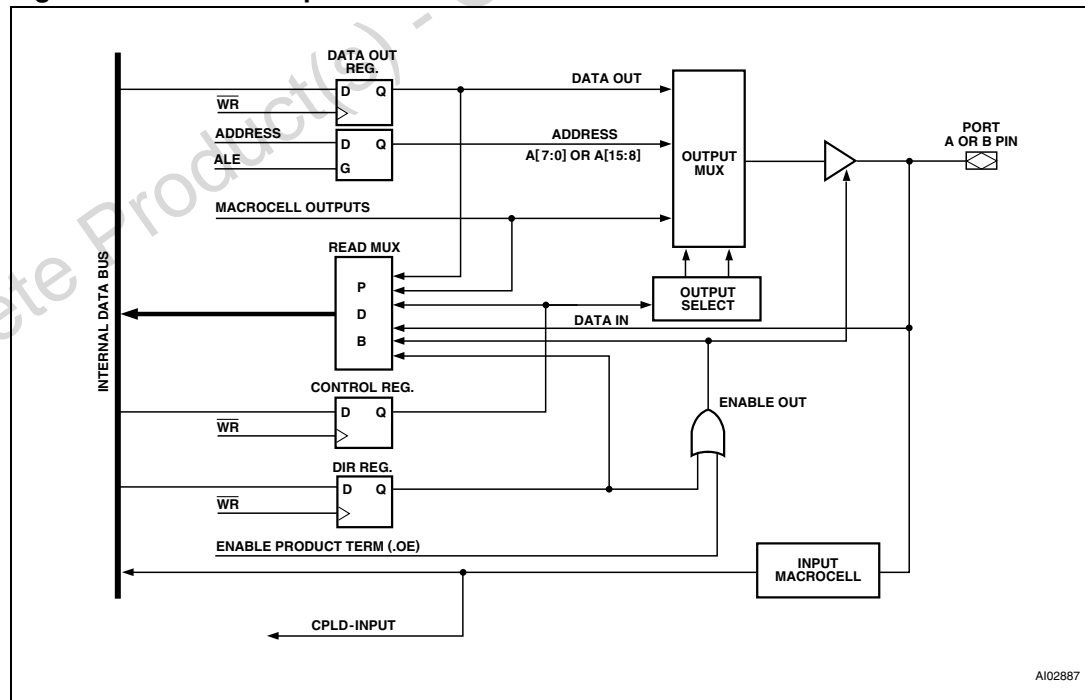 ete Product(s) -
DATA OUT
REG.
D Q
WR
DATA OUT
ADDRESS
ALE
D Q
G
ADDRESS
A[7:0] OR A[15:8]
OUTPUT
MUX
PORT
A OR B PIN
MACROCELL OUTPUTS
READ MUX
P
D
B
OUTPUT
SELECT
DATA IN
INTERNAL DATA BUS
CONTROL REG.
D Q
WR
ENABLE OUT
DIR REG.
D Q
WR
ENABLE PRODUCT TERM (.OE)
INPUT
MACROCELL
CPLD-INPUT
AI02887